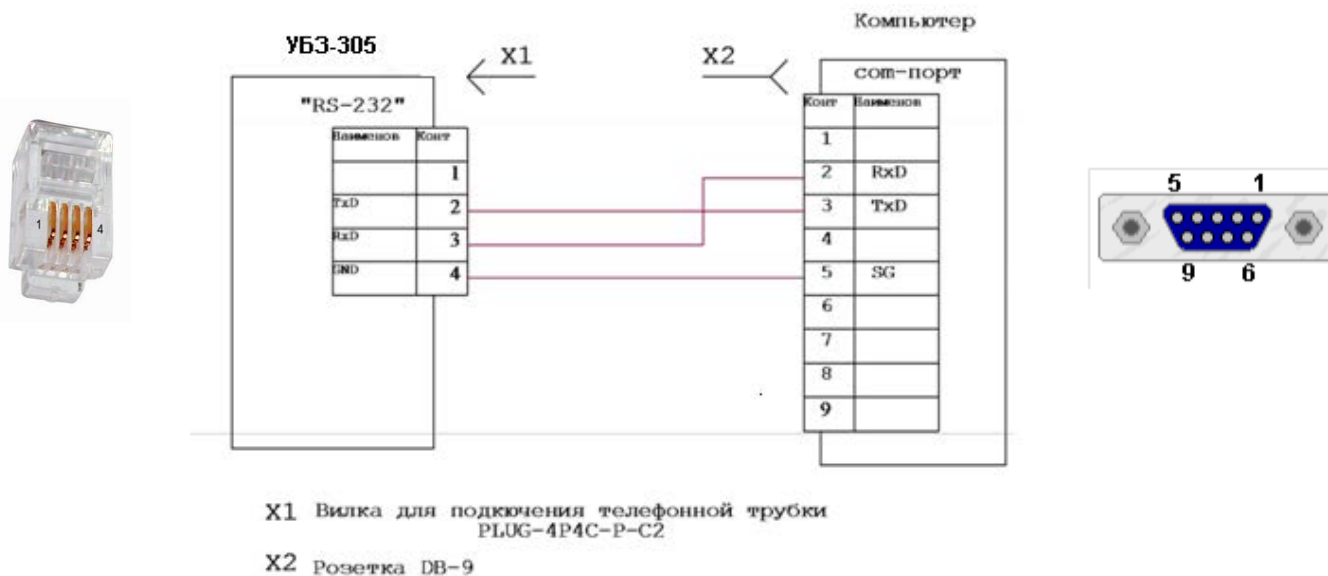 Компьютер
УБЗ-305
X1
X2
com-порт
"RS-232"
Конт Наименов
Наименов Конт
1
1
2 RxD
TxD 2
3 TxD
RxD 3
4
GND 4
5 SG
6
7
8
9
1 4
5 1
9 6
X1 Вилка для подключения телефонной трубки
PLUG-4P4C-P-C2
X2 Розетка DB-9